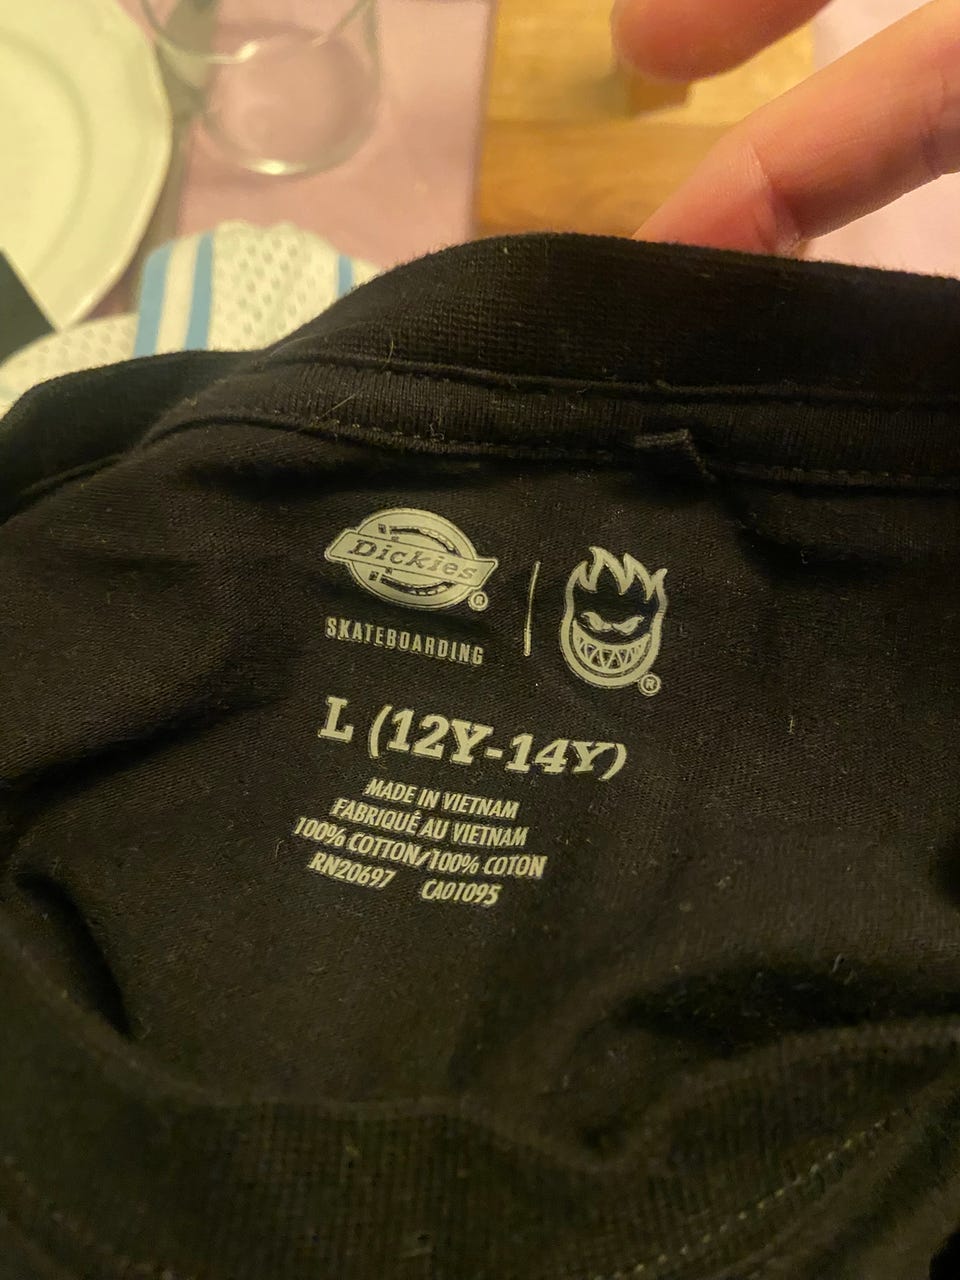 Dickies®
SKATEBOARDING
®
L (12Y-14Y)
MADE IN VIETNAM
FABRIQUÉ AU VIETNAM
100% COTTON/100% COTON
RN20697 CA01095